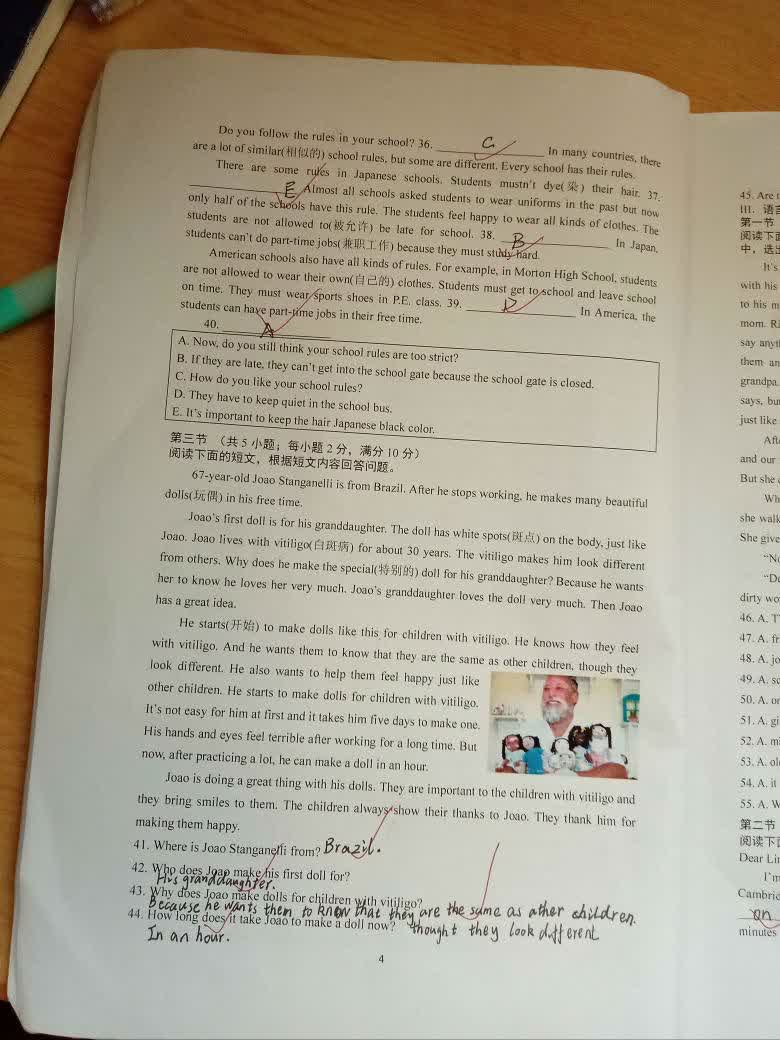 Do you follow the rules in your school? 36. C In many countries, there
are a lot of similar(相似的) school rules, but some are different. Every school has their rules.
There are some rules in Japanese schools. Students mustn't dye(染) their hair. 37.
E Almost all schools asked students to wear uniforms in the past but now
only half of the schools have this rule. The students feel happy to wear all kinds of clothes. The
students are not allowed to(被允许) be late for school. 38. B In Japan,
students can't do part-time jobs(兼职工作) because they must study hard.
American schools also have all kinds of rules. For example, in Morton High School, students
are not allowed to wear their own(自己的) clothes. Students must get to school and leave school
on time. They must wear sports shoes in P.E. class. 39. D In America, the
students can have part-time jobs in their free time.
40. A
A. Now, do you still think your school rules are too strict?
B. If they are late, they can't get into the school gate because the school gate is closed.
C. How do you like your school rules?
D. They have to keep quiet in the school bus.
E. It's important to keep the hair Japanese black color.
第三节 (共5小题;每小题2分,满分10分)
阅读下面的短文,根据短文内容回答问题。
67-year-old Joao Stanganelli is from Brazil. After he stops working, he makes many beautiful
dolls(玩偶) in his free time.
Joao's first doll is for his granddaughter. The doll has white spots(斑点) on the body, just like
Joao. Joao lives with vitiligo(白斑病) for about 30 years. The vitiligo makes him look different
from others. Why does he make the special(特别的) doll for his granddaughter? Because he wants
her to know he loves her very much. Joao's granddaughter loves the doll very much. Then Joao
has a great idea.
He starts(开始) to make dolls like this for children with vitiligo. He knows how they feel
with vitiligo. And he wants them to know that they are the same as other children, though they
look different. He also wants to help them feel happy just like
other children. He starts to make dolls for children with vitiligo.
It's not easy for him at first and it takes him five days to make one.
His hands and eyes feel terrible after working for a long time. But
now, after practicing a lot, he can make a doll in an hour.
Joao is doing a great thing with his dolls. They are important to the children with vitiligo and
they bring smiles to them. The children always show their thanks to Joao. They thank him for
making them happy.
41. Where is Joao Stanganelli from? Brazil.
42. Who does Joao make his first doll for?
His granddaughter.
43. Why does Joao make dolls for children with vitiligo?
Because he wants them to know that they are the same as other children.
44. How long does it take Joao to make a doll now? thought they look different
In an hour.
4
45. Are
III. 语
第一节
阅读下面
中,选出
It's
with his
to his m
mom. R
say anyt
them an
grandpa.
says, bu
just like
Aft
and our
But she
Wh
she walk
She give
"No
"Do
dirty wo
46. A. T
47. A. fr
48. A. jo
49. A. sc
50. A. or
51. A. gi
52. A. m
53. A. ol
54. A. it
55. A. W
第二节
阅读下
Dear Lin
I'm
Cambric
on
minutes